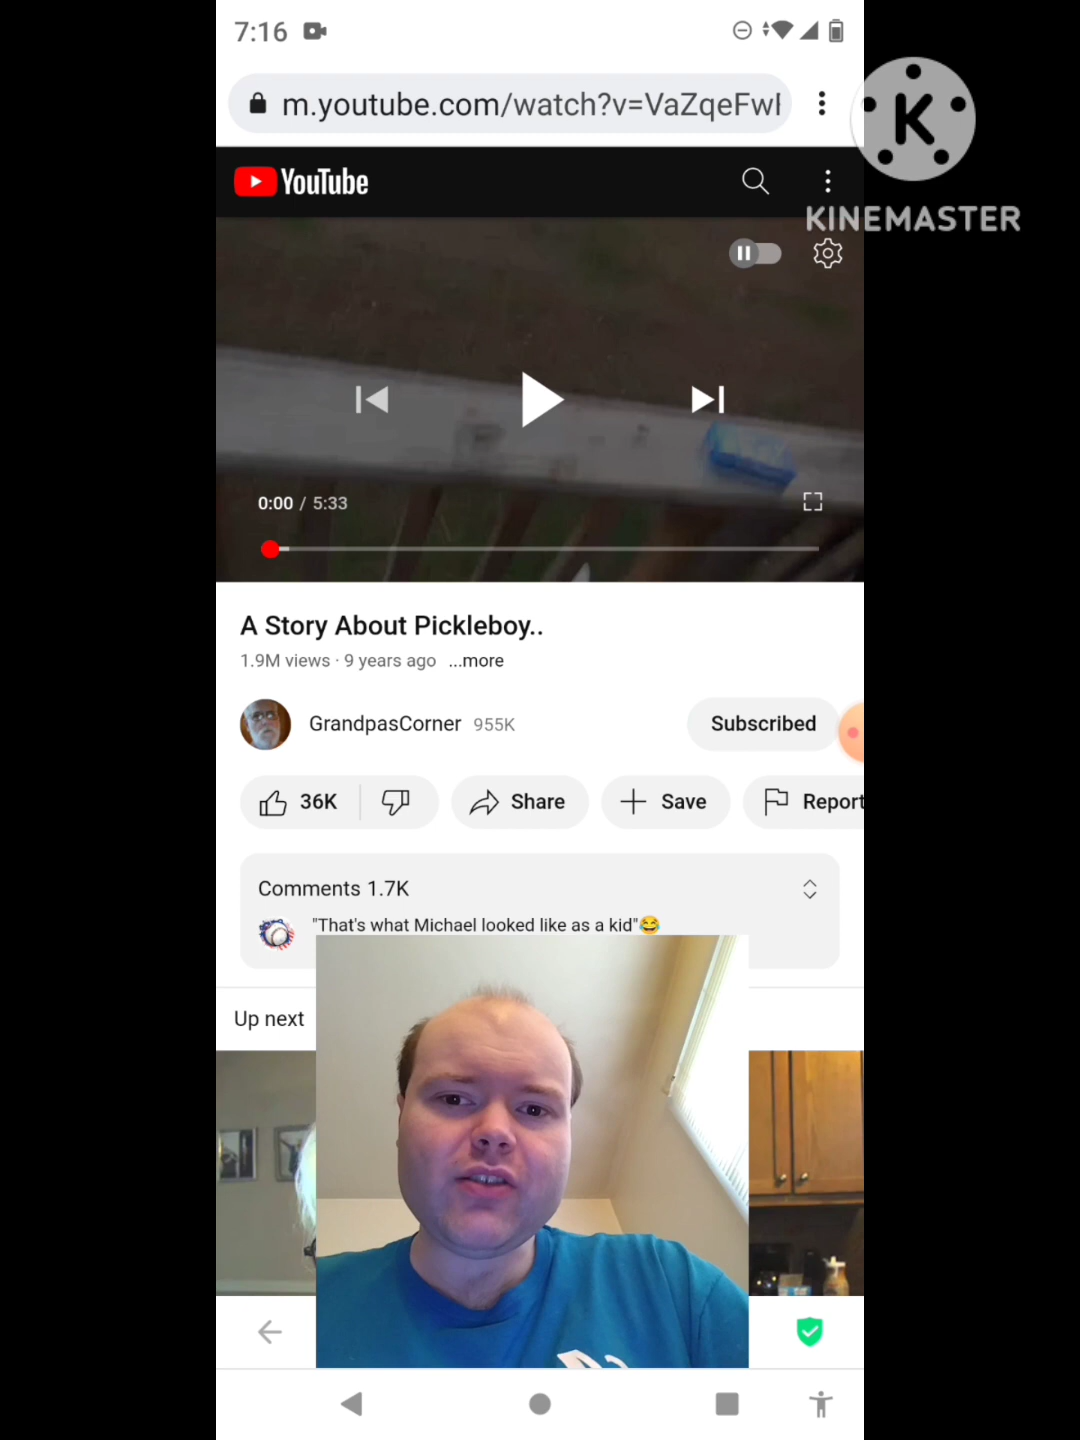 7:16
m.youtube.com/watch?v=VaZqeFw
K
KINEMASTER
YouTube
0:00 / 5:33
A Story About Pickleboy..
1.9M views · 9 years ago ...more
GrandpasCorner 955K
Subscribed
36K
Share
Save
Report
Comments 1.7K
"That's what Michael looked like as a kid"😂
Up next